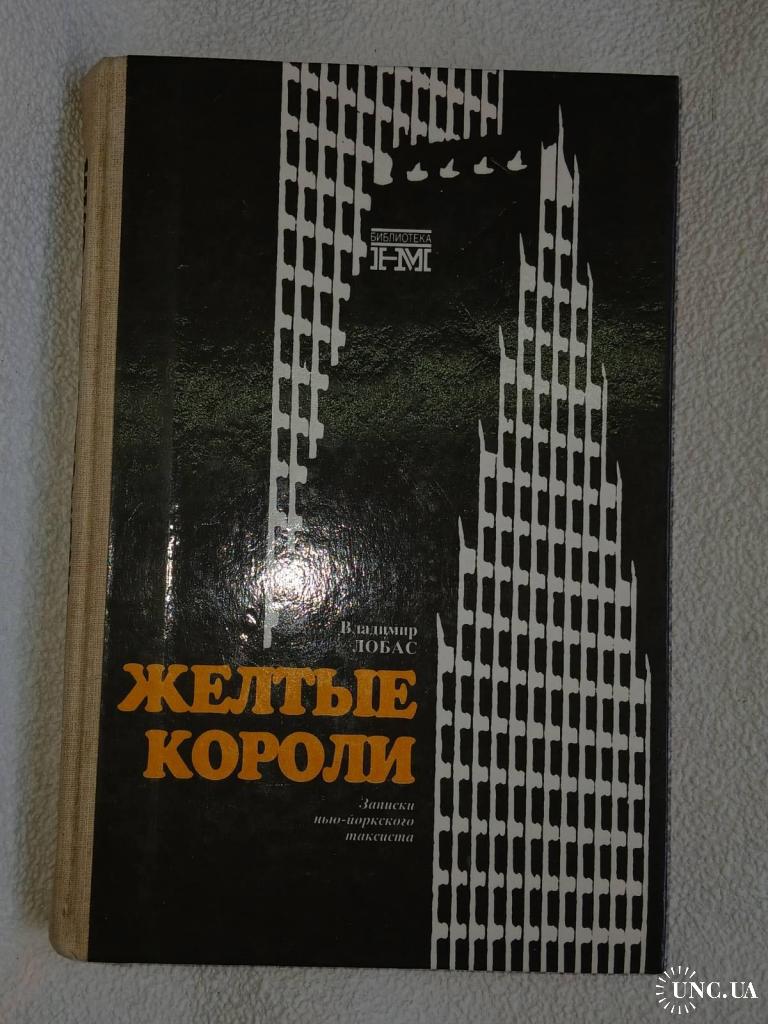 БИБЛИОТЕКА
НМ
Владимир
ЛОБАС
ЖЕЛТЫЕ
КОРОЛИ
Записки
нью-йоркского
таксиста
UNC.UA